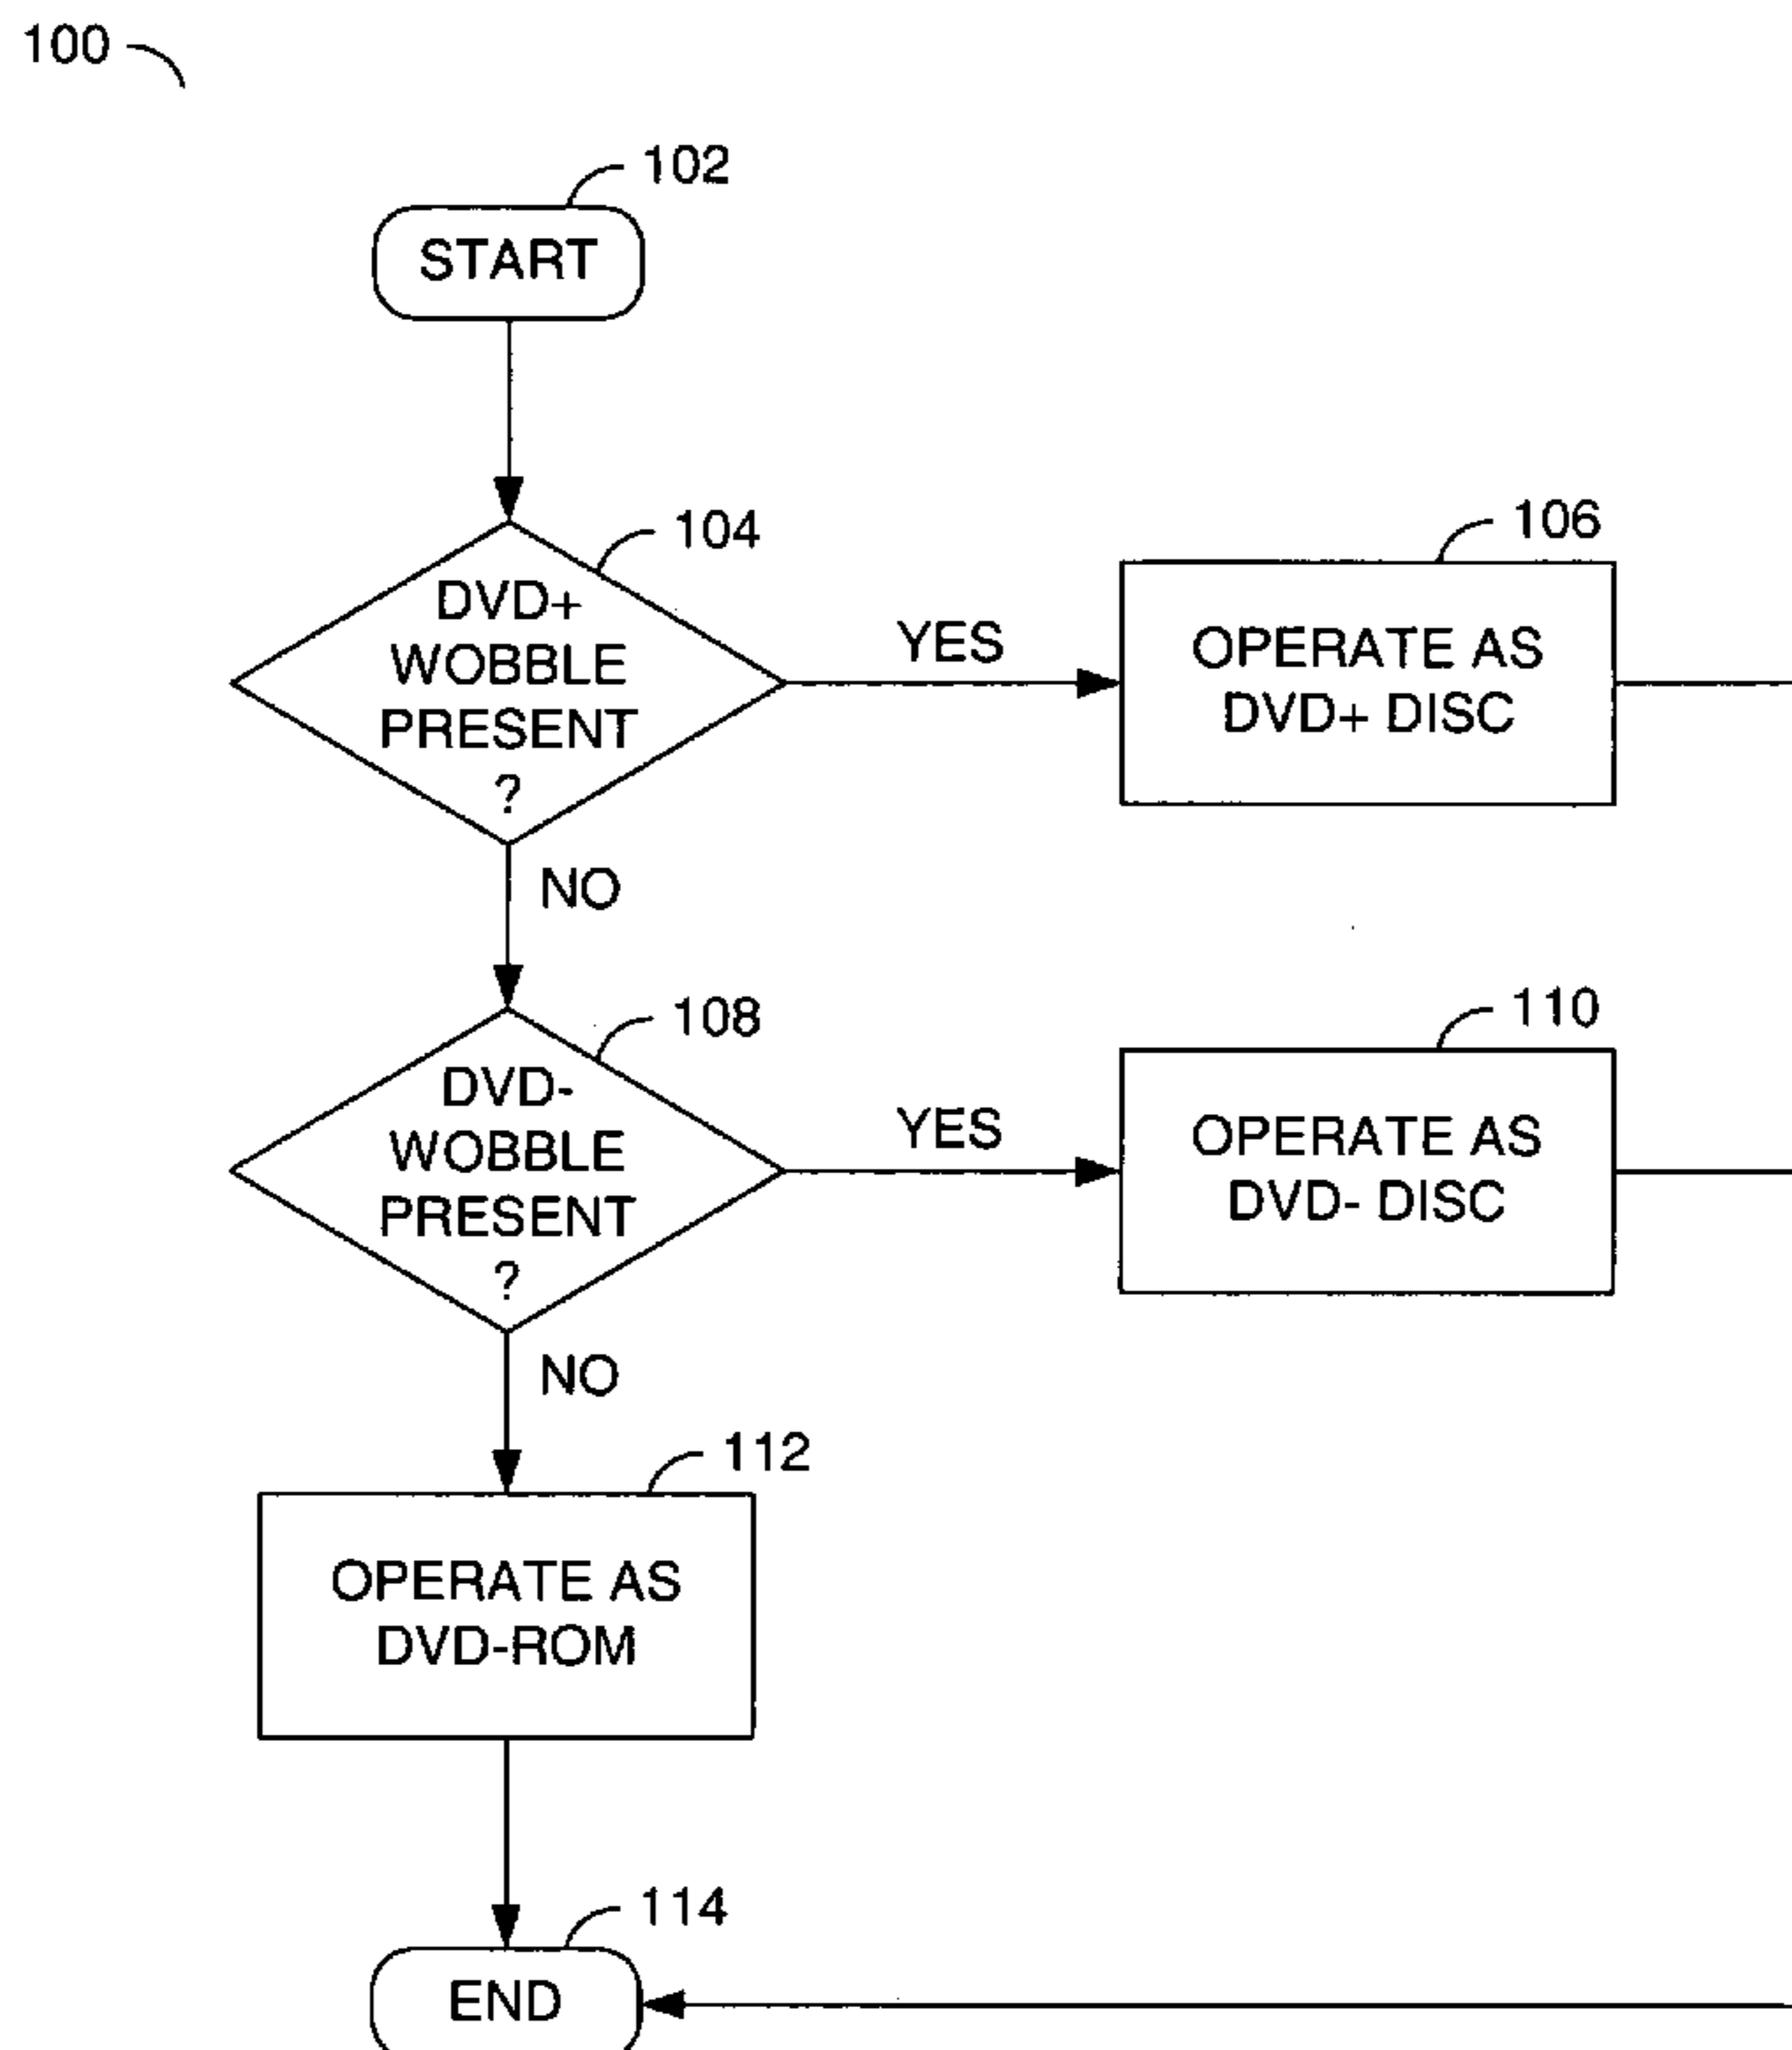 100
102
START
104
DVD+
WOBBLE
PRESENT
?
YES
106
OPERATE AS
DVD+ DISC
NO
108
DVD-
WOBBLE
PRESENT
?
YES
110
OPERATE AS
DVD- DISC
NO
112
OPERATE AS
DVD-ROM
114
END